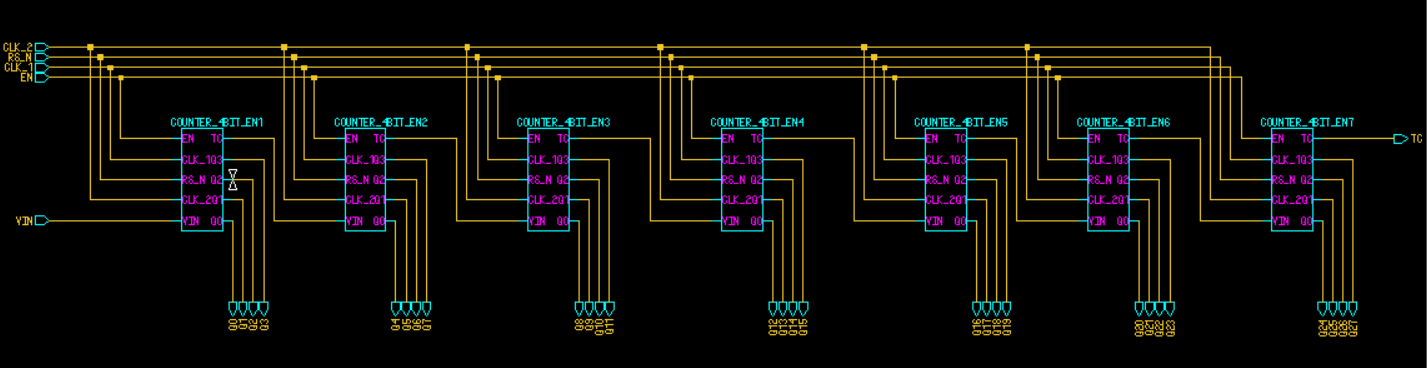 CLK_2
RS_N
CLK_1
EN
COUNTER_4BIT_EN1 COUNTER_4BIT_EN2 COUNTER_4BIT_EN3 COUNTER_4BIT_EN4 COUNTER_4BIT_EN5 COUNTER_4BIT_EN6 COUNTER_4BIT_EN7
EN TC EN TC EN TC EN TC EN TC EN TC EN TC TC
CLK_1Q3 CLK_1Q3 CLK_1Q3 CLK_1Q3 CLK_1Q3 CLK_1Q3 CLK_1Q3
RS_N Q2 RS_N Q2 RS_N Q2 RS_N Q2 RS_N Q2 RS_N Q2 RS_N Q2
CLK_2Q1 CLK_2Q1 CLK_2Q1 CLK_2Q1 CLK_2Q1 CLK_2Q1 CLK_2Q1
VIN VIN Q0 VIN Q0 VIN Q0 VIN Q0 VIN Q0 VIN Q0 VIN Q0
Q0 Q1 Q2 Q3 Q4 Q5 Q6 Q7 Q8 Q9 Q10 Q11 Q12 Q13 Q14 Q15 Q16 Q17 Q18 Q19 Q20 Q21 Q22 Q23 Q24 Q25 Q26 Q27